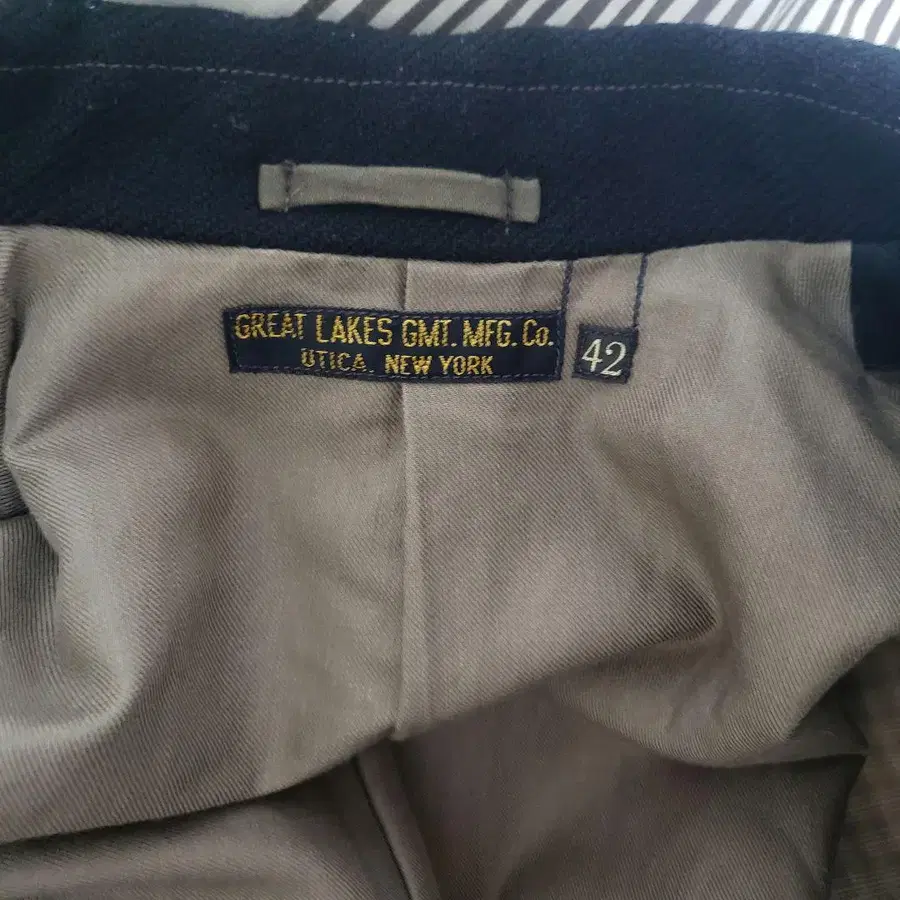 GREAT LAKES GMT. MFG. Co.
UTICA, NEW YORK
42